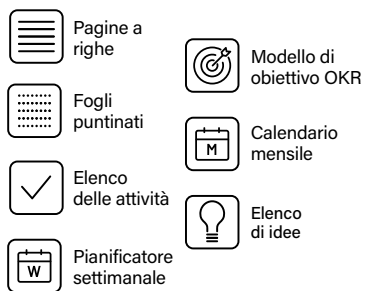 Pagine a
righe
Fogli
puntinati
Elenco
delle attività
W
Pianificatore
settimanale
Modello di
obiettivo OKR
M
Calendario
mensile
Elenco
di idee